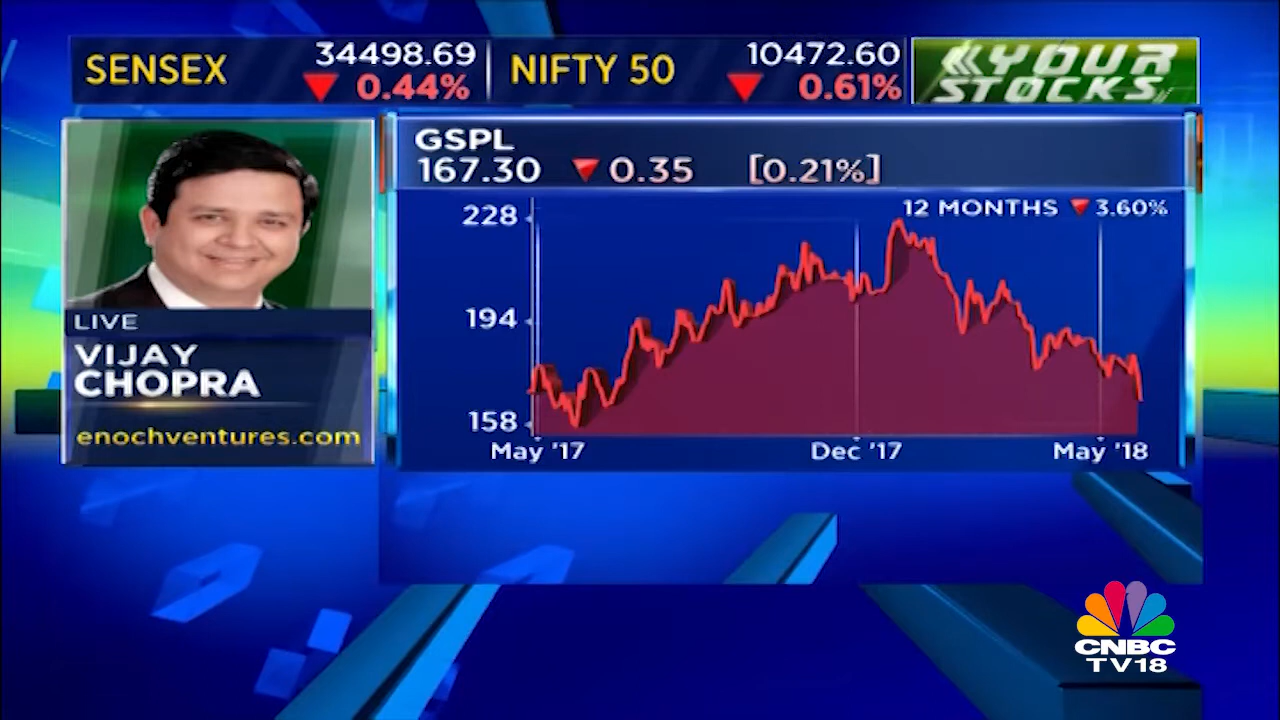 SENSEX 34498.69 ▼ 0.44%
NIFTY 50 10472.60 ▼ 0.61%
YOUR
STOCKS
LIVE
VIJAY
CHOPRA
enochventures.com
GSPL
167.30 ▼ 0.35 [0.21%]
12 MONTHS ▼ 3.60%
228
194
158
May '17 Dec '17 May '18
CNBC
TV18